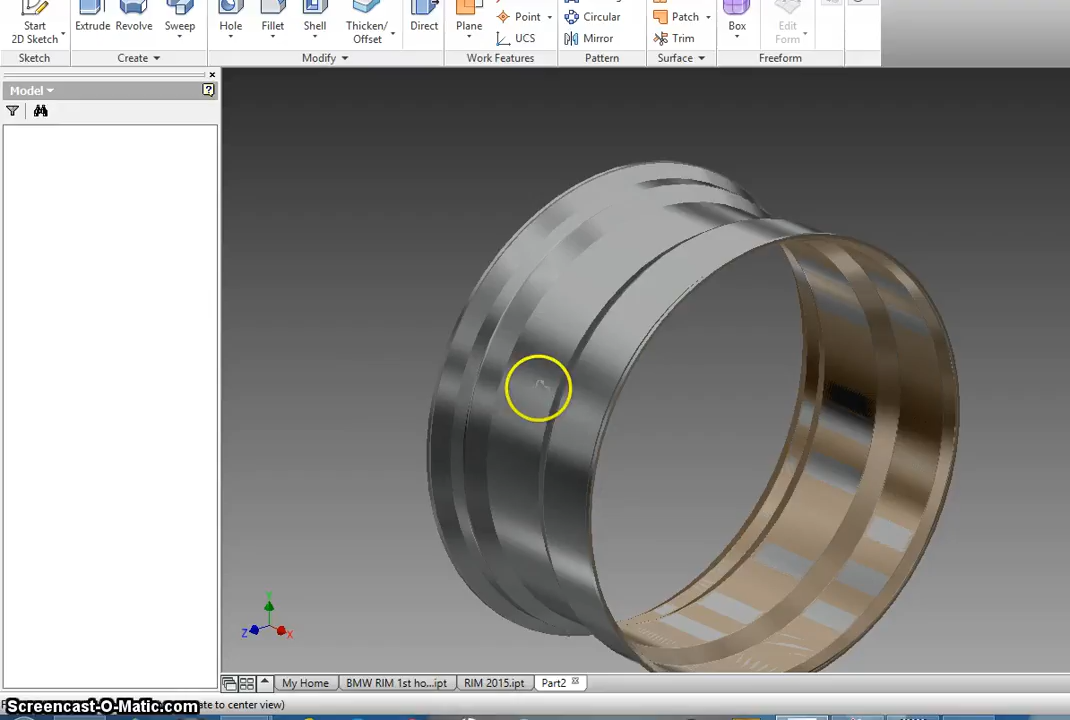 Start
2D Sketch
Extrude Revolve Sweep
Hole Fillet Shell Thicken/
Offset
Direct
Plane
Point
UCS
Circular
Mirror
Patch
Trim
Box
Edit
Form
Sketch
Create
Modify
Work Features
Pattern
Surface
Freeform
Model
Y
Z
X
My Home
BMW RIM 1st ho...ipt
RIM 2015.ipt
Part2
Screencast-O-Matic.com
ate to center view)